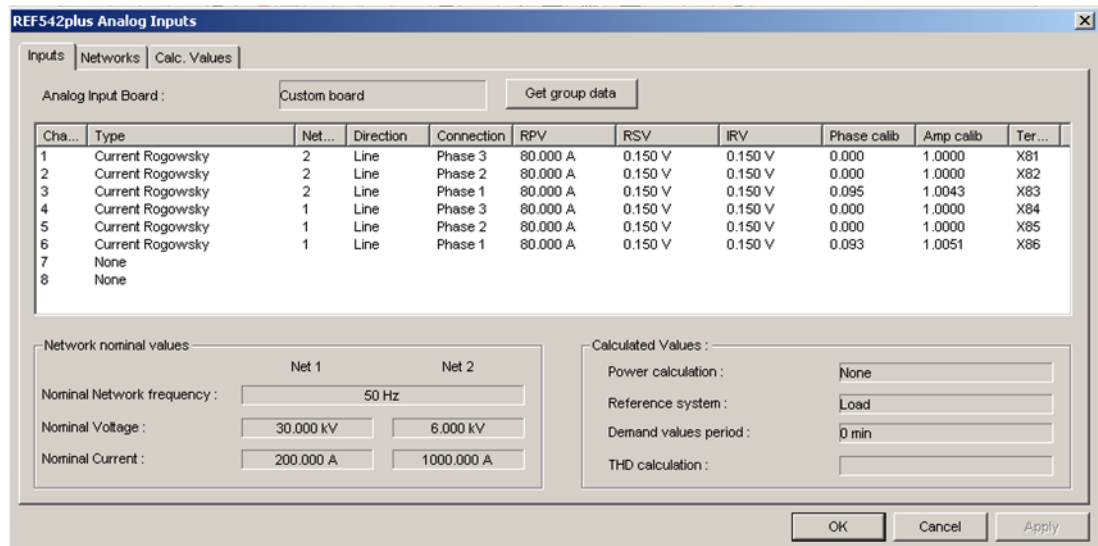 REF542plus Analog Inputs
Inputs Networks Calc. Values
Analog Input Board : Custom board Get group data
Cha... Type Net... Direction Connection RPV RSV IRV Phase calib Amp calib Ter...
1 Current Rogowsky 2 Line Phase 3 80.000 A 0.150 V 0.150 V 0.000 1.0000 X81
2 Current Rogowsky 2 Line Phase 2 80.000 A 0.150 V 0.150 V 0.000 1.0000 X82
3 Current Rogowsky 2 Line Phase 1 80.000 A 0.150 V 0.150 V 0.095 1.0043 X83
4 Current Rogowsky 1 Line Phase 3 80.000 A 0.150 V 0.150 V 0.000 1.0000 X84
5 Current Rogowsky 1 Line Phase 2 80.000 A 0.150 V 0.150 V 0.000 1.0000 X85
6 Current Rogowsky 1 Line Phase 1 80.000 A 0.150 V 0.150 V 0.093 1.0051 X86
7 None
8 None
Network nominal values
Net 1 Net 2
Nominal Network frequency : 50 Hz
Nominal Voltage : 30.000 kV 6.000 kV
Nominal Current : 200.000 A 1000.000 A
Calculated Values :
Power calculation : None
Reference system : Load
Demand values period : 0 min
THD calculation :
OK Cancel Apply